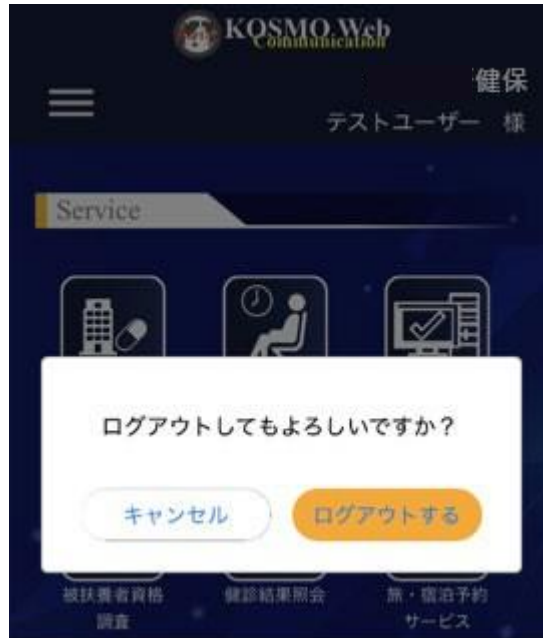 KOSMO Web
Communication
健保
テストユーザー 様
Service
ログアウトしてもよろしいですか？
キャンセル
ログアウトする
被扶養者資格
調査
健診結果照会
旅・宿泊予約
サービス